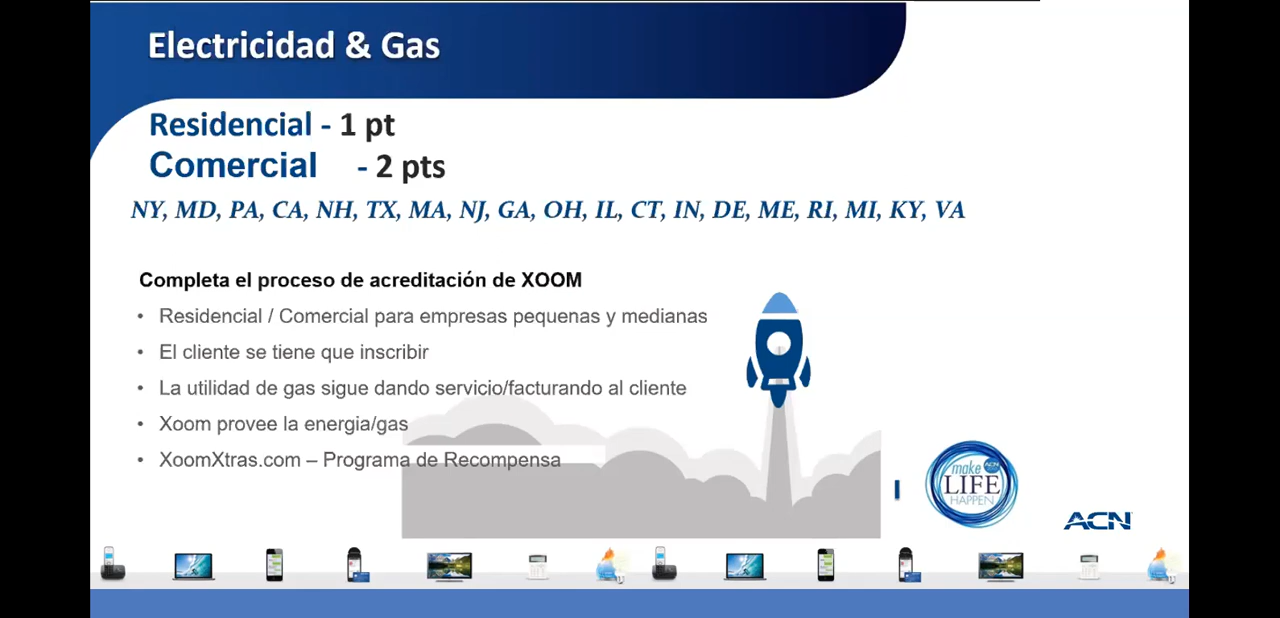 Electricidad & Gas
Residencial - 1 pt
Comercial - 2 pts
NY, MD, PA, CA, NH, TX, MA, NJ, GA, OH, IL, CT, IN, DE, ME, RI, MI, KY, VA
Completa el proceso de acreditación de XOOM
• Residencial / Comercial para empresas pequenas y medianas
• El cliente se tiene que inscribir
• La utilidad de gas sigue dando servicio/facturando al cliente
• Xoom provee la energia/gas
• XoomXtras.com – Programa de Recompensa
make ACN
LIFE
HAPPEN
ACN